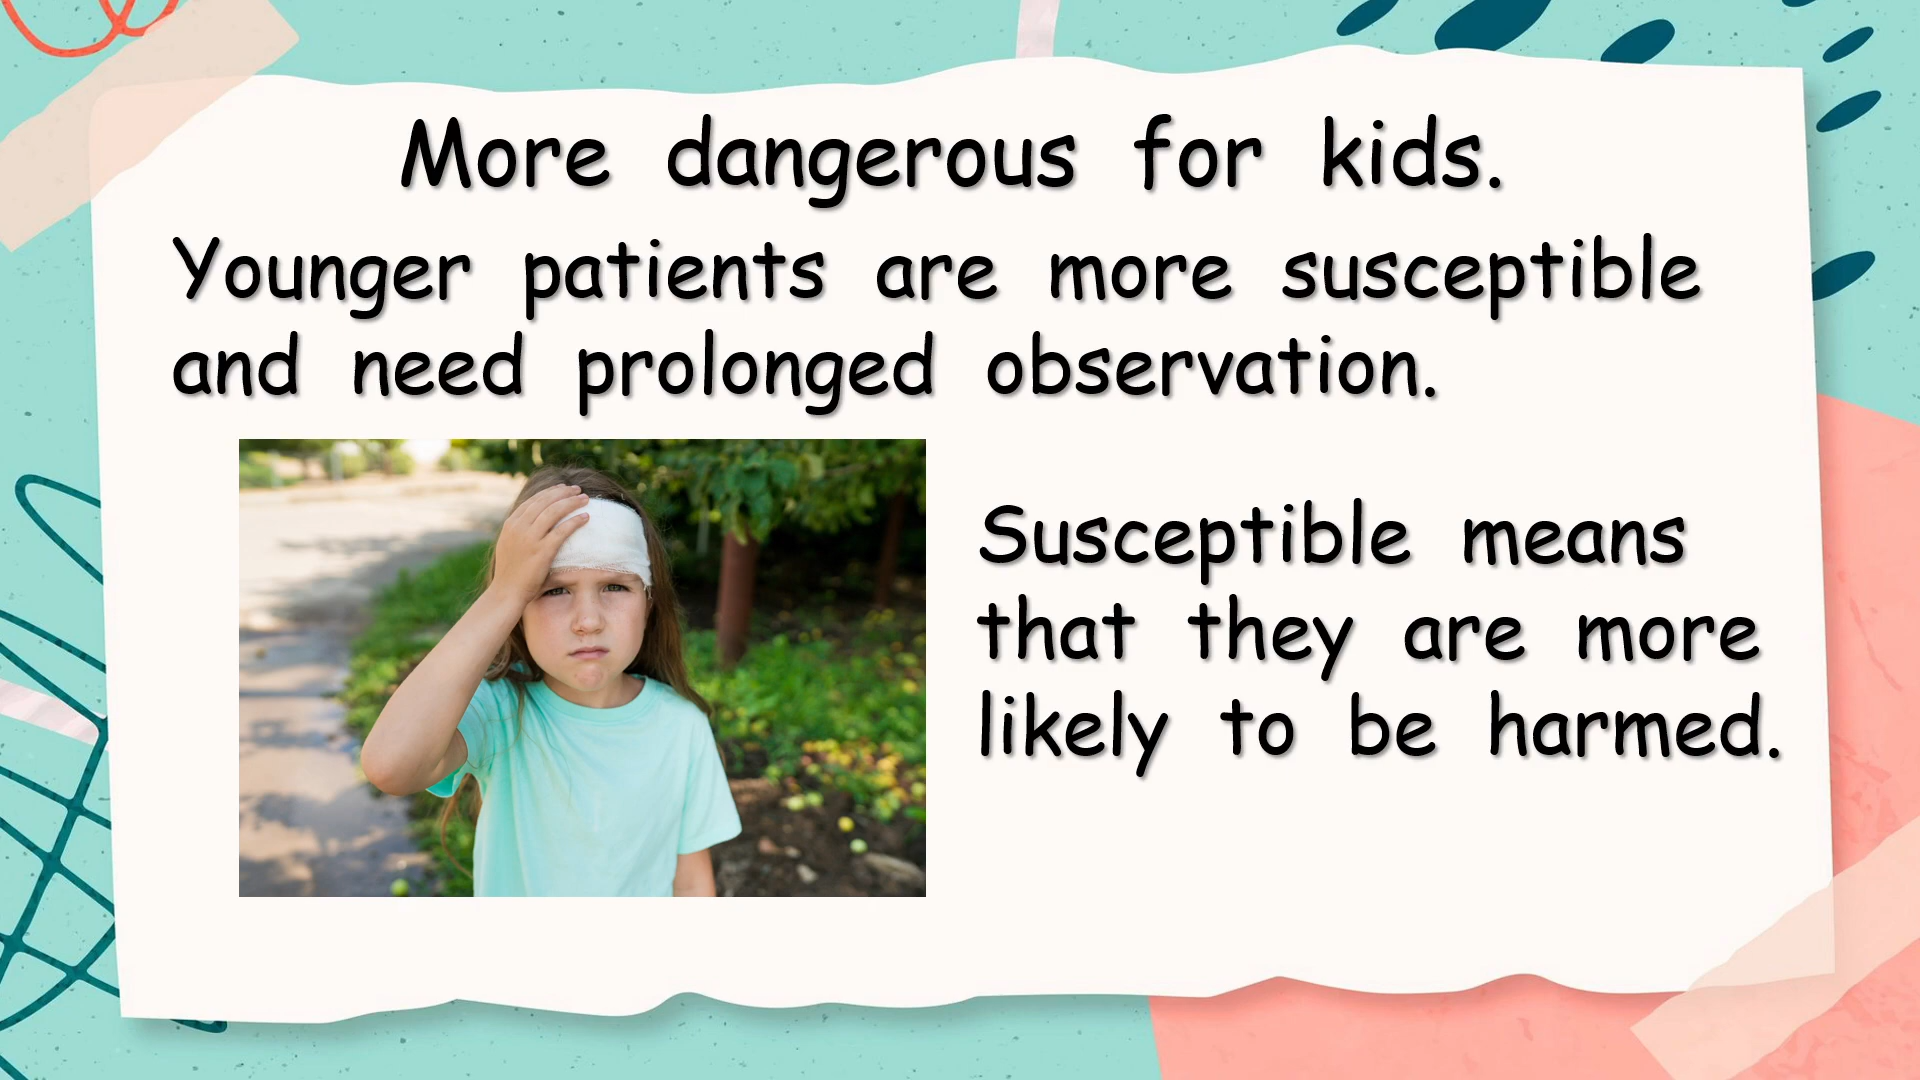 More dangerous for kids.
Younger patients are more susceptible
and need prolonged observation.
Susceptible means
that they are more
likely to be harmed.